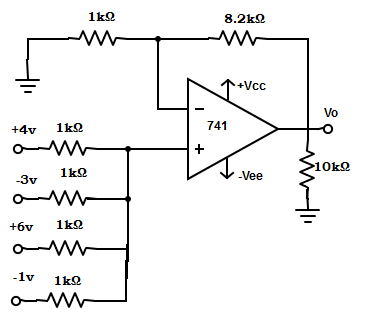 1kΩ 8.2kΩ
+Vcc
Vo
+4v 1kΩ
741
-3v 1kΩ
10kΩ
-Vee
+6v 1kΩ
-1v 1kΩ